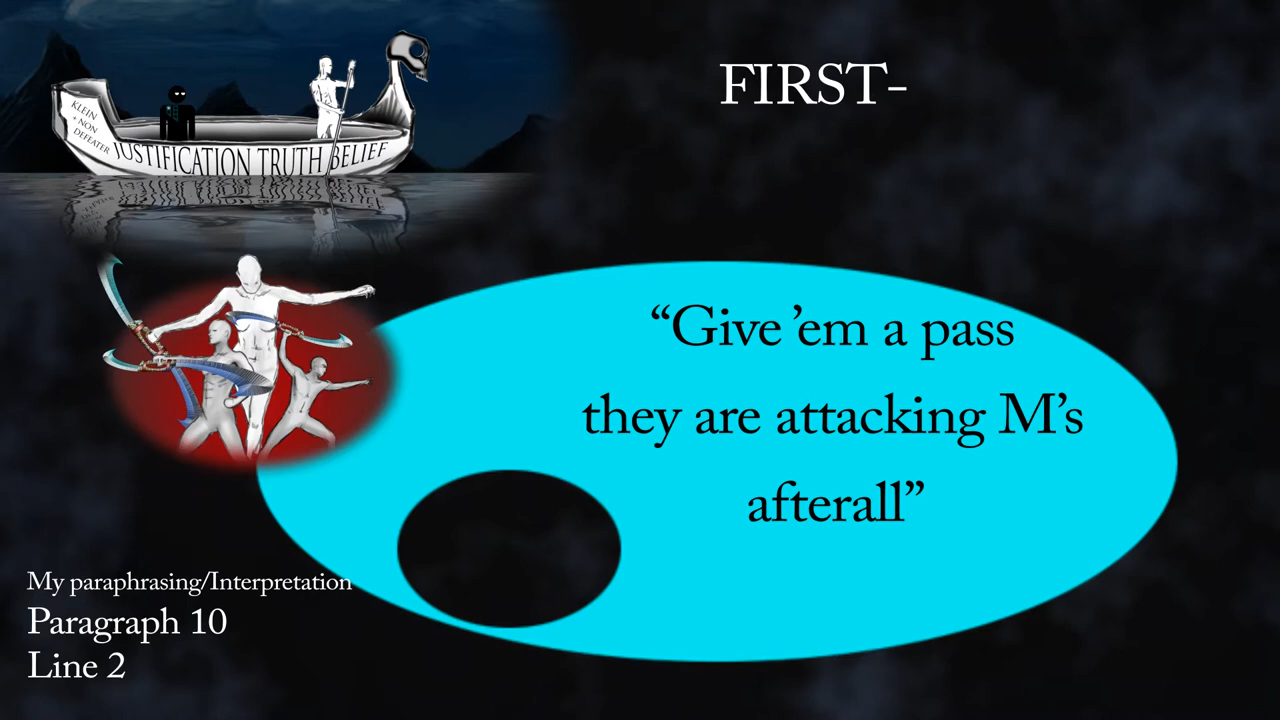 FIRST-
KLEIN
+ NON
DEFEATER
JUSTIFICATION TRUTH BELIEF
“Give ’em a pass
they are attacking M’s
afterall”
My paraphrasing/Interpretation
Paragraph 10
Line 2